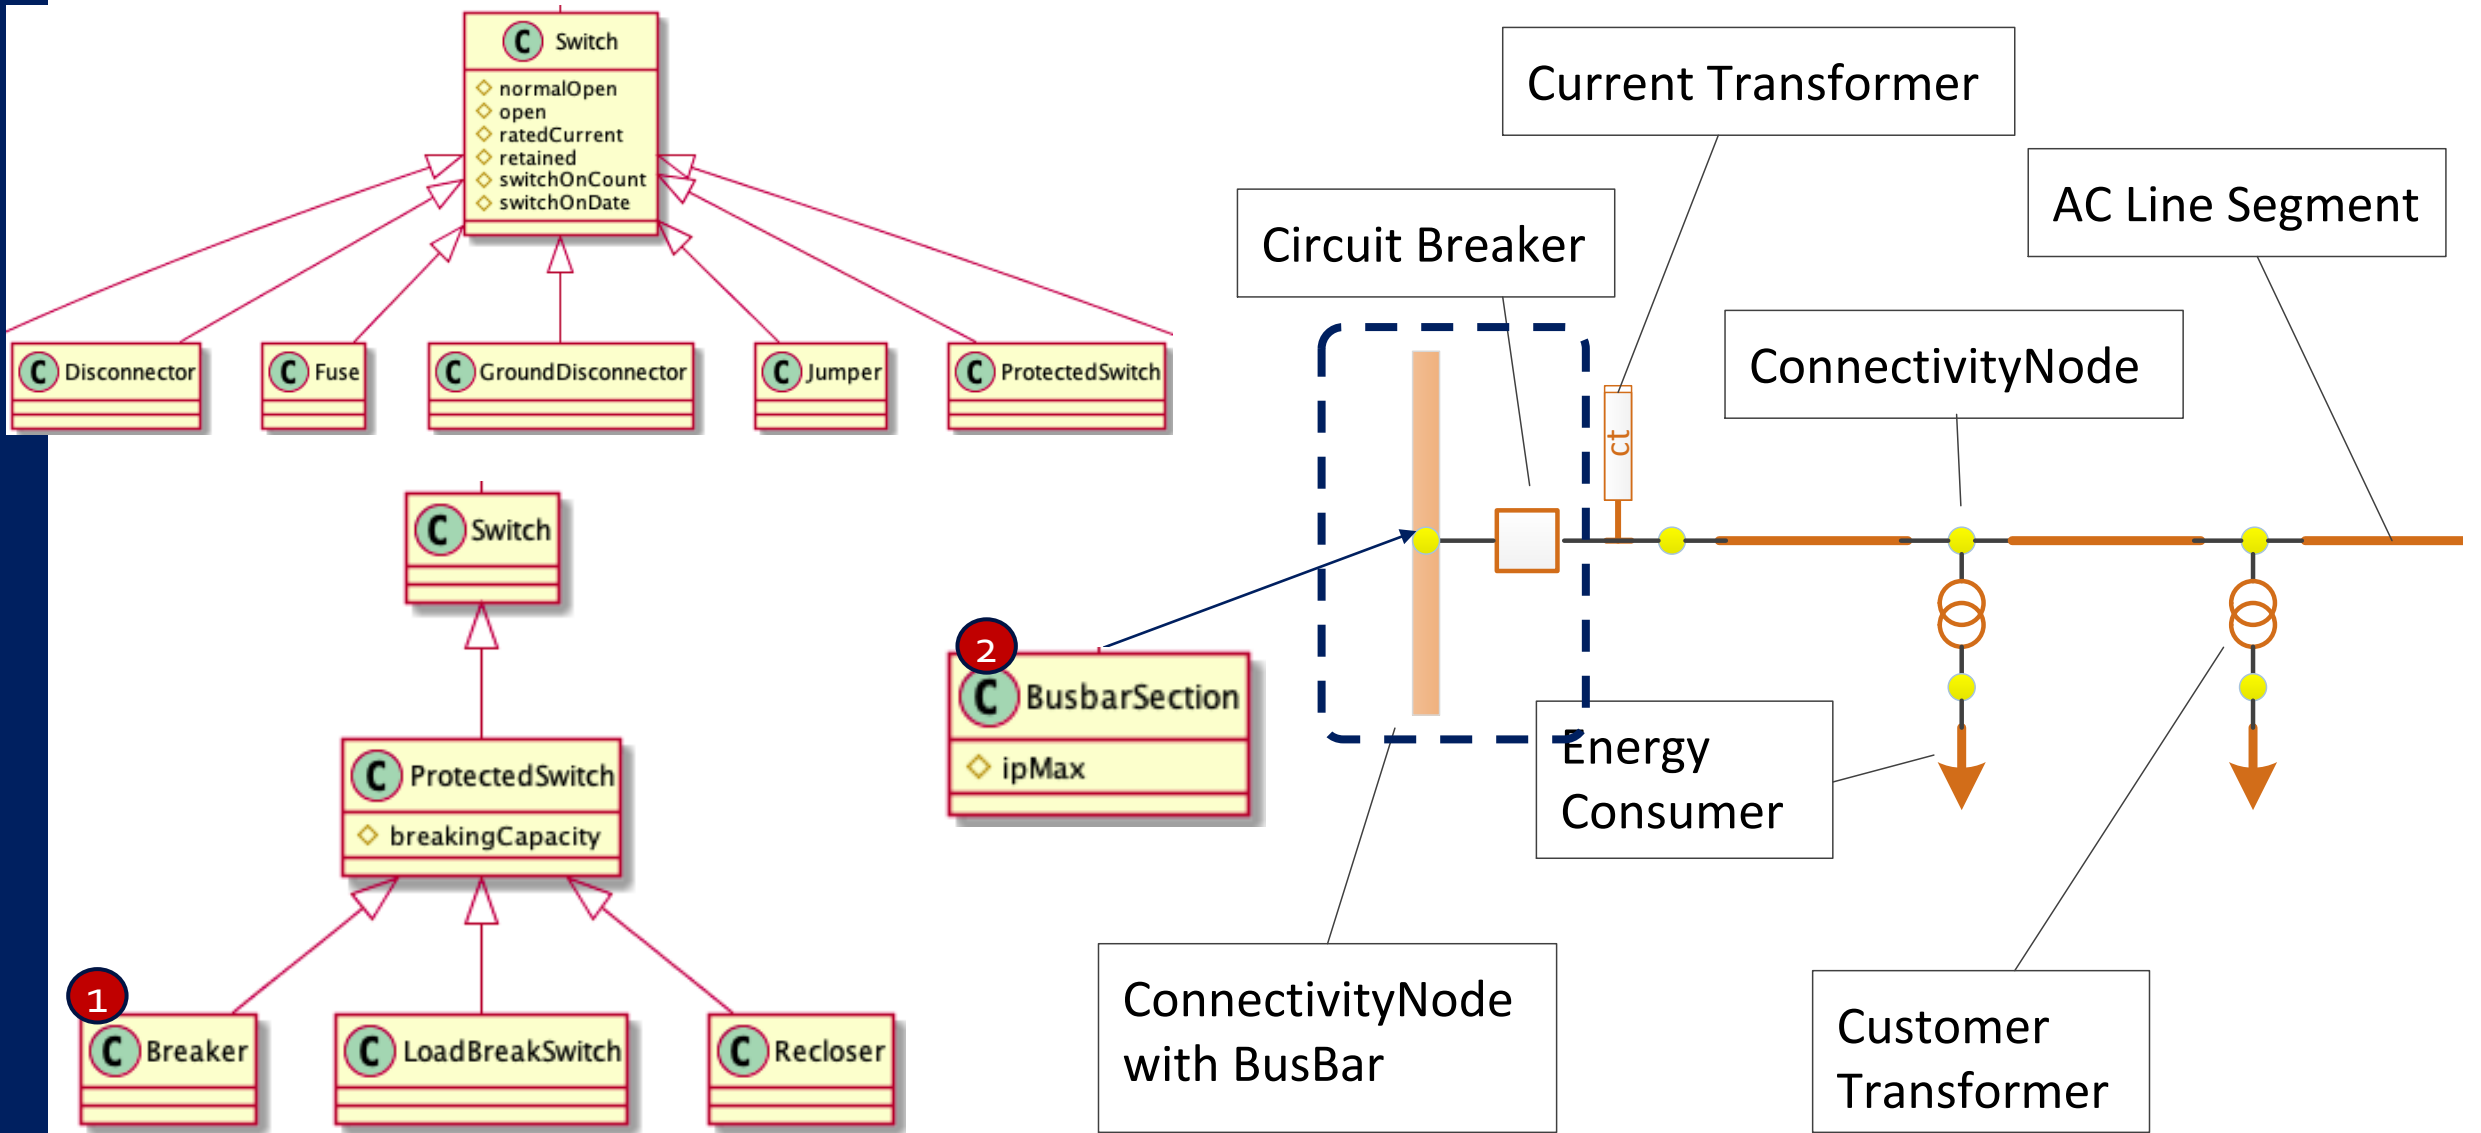 C Switch
normalOpen
open
ratedCurrent
retained
switchOnCount
switchOnDate
C Disconnector
C Fuse
C GroundDisconnector
C Jumper
C ProtectedSwitch
C Switch
C ProtectedSwitch
breakingCapacity
1
C Breaker
C LoadBreakSwitch
C Recloser
2
C BusbarSection
ipMax
Current Transformer
AC Line Segment
Circuit Breaker
ConnectivityNode
ct
Energy
Consumer
ConnectivityNode
with BusBar
Customer
Transformer